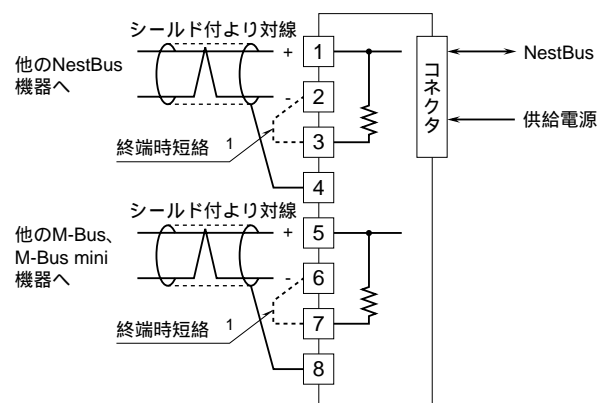 シールド付より対線
他のNestBus
機器へ
+ 1
- 2
終端時短絡 1
3
4
コネクタ
NestBus
供給電源
シールド付より対線
他のM-Bus、
M-Bus mini
機器へ
+ 5
- 6
終端時短絡 1
7
8